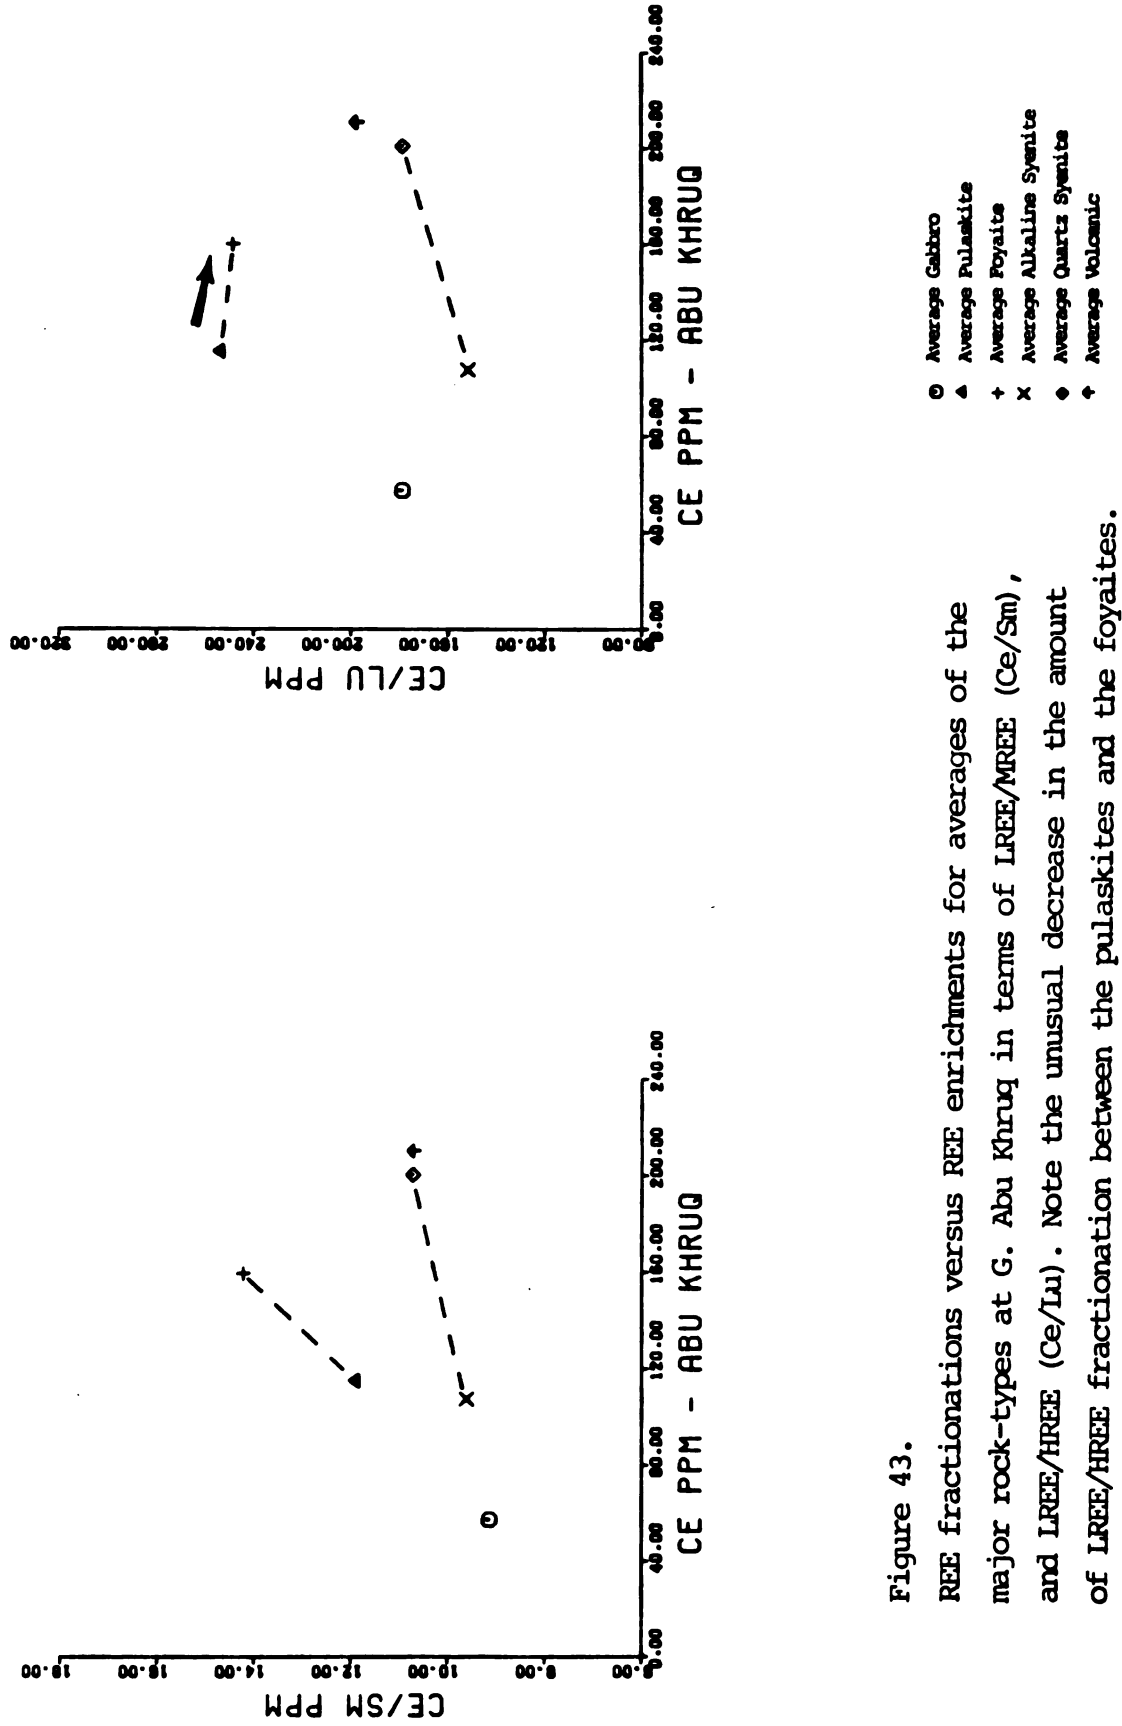 CE/SM PPM
18.00
16.00
14.00
12.00
10.00
8.00
6.00
0.00 40.00 80.00 120.00 160.00 200.00 240.00
CE PPM - ABU KHRUQ
CE/LU PPM
320.00
280.00
240.00
200.00
160.00
120.00
80.00
0.00 40.00 80.00 120.00 160.00 200.00 240.00
CE PPM - ABU KHRUQ
Average Gabbro
Average Pulaskite
Average Foyaite
Average Alkaline Syenite
Average Quartz Syenite
Average Volcanic
Figure 43.
REE fractionations versus REE enrichments for averages of the
major rock-types at G. Abu Khruq in terms of LREE/MREE (Ce/Sm),
and LREE/HREE (Ce/Lu). Note the unusual decrease in the amount
of LREE/HREE fractionation between the pulaskites and the foyaites.